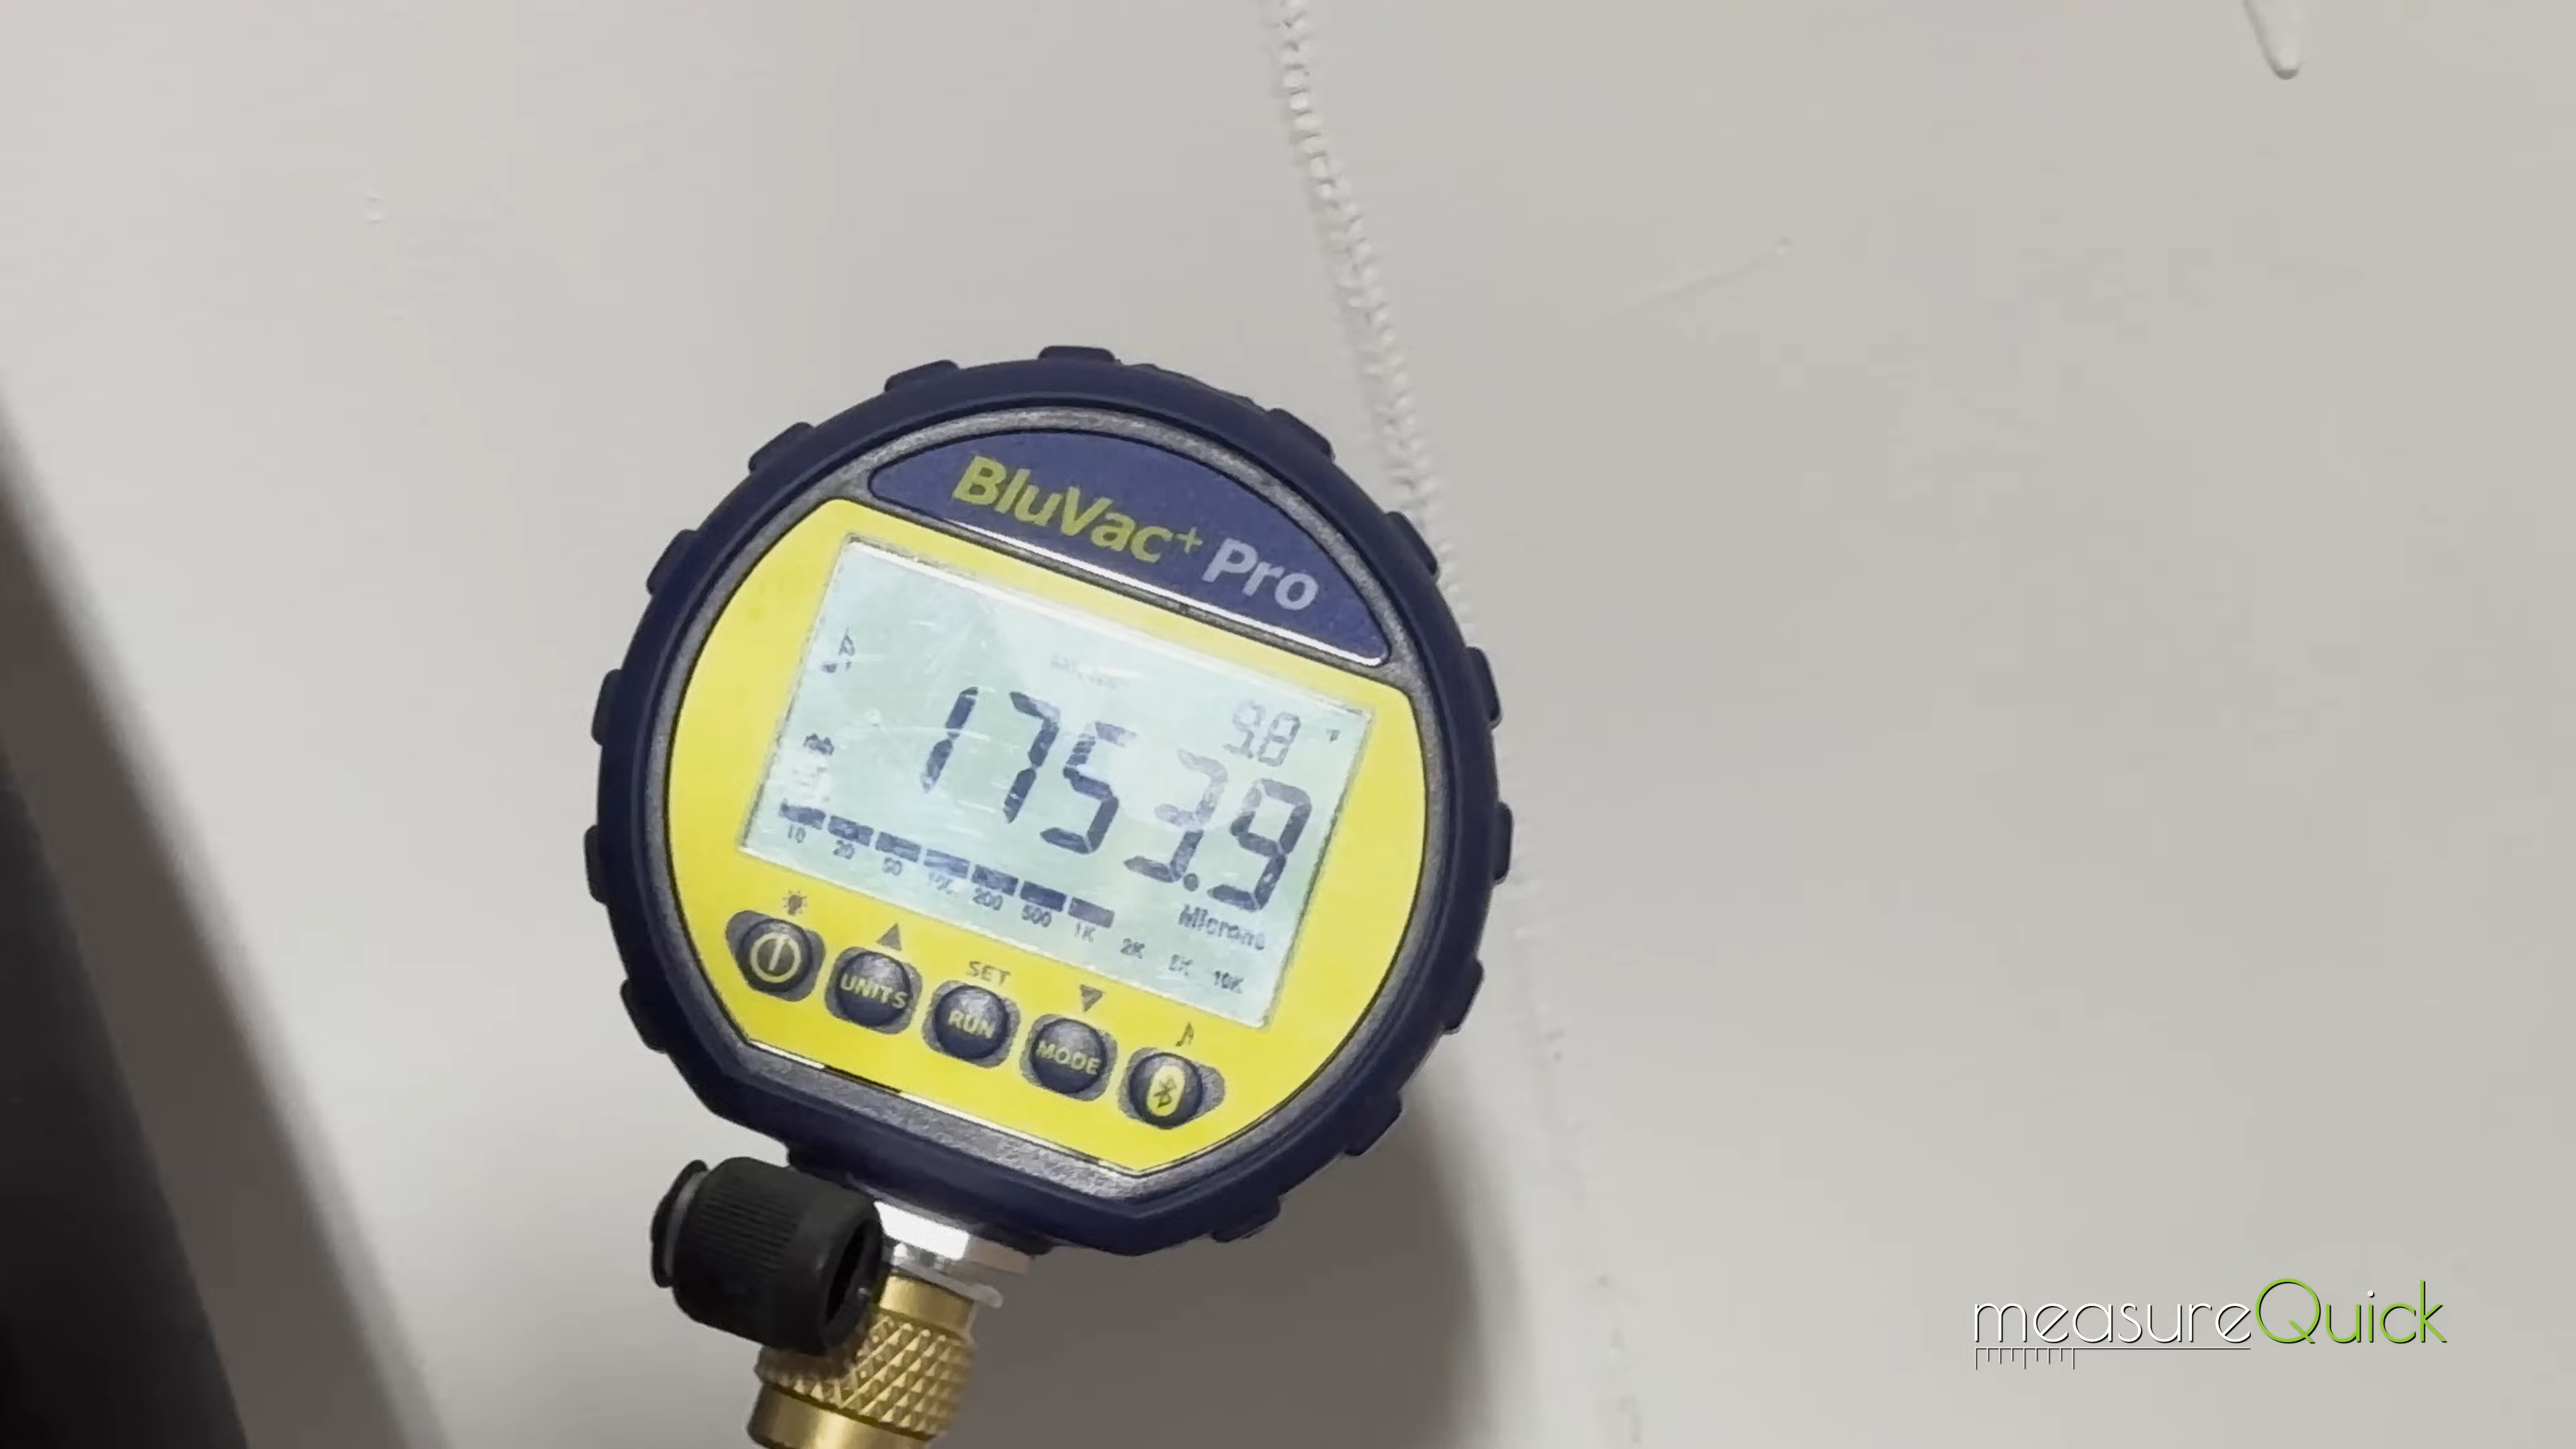 BluVac+ Pro
9.8 °F
1753.9
Microns
10 20 50 100 200 500 1K 2K 5K 10K
SET
UNITS RUN MODE
measureQuick